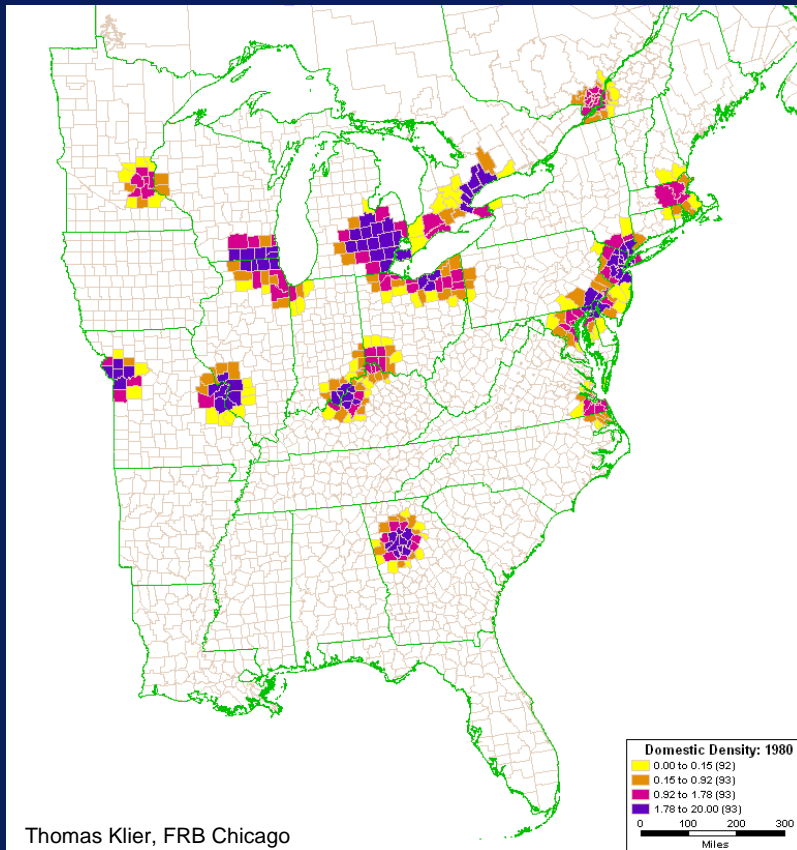 Domestic Density: 1980
0.00 to 0.15 (92)
0.15 to 0.92 (93)
0.92 to 1.78 (93)
1.78 to 20.00 (93)
0 100 200 300
Miles
Thomas Klier, FRB Chicago